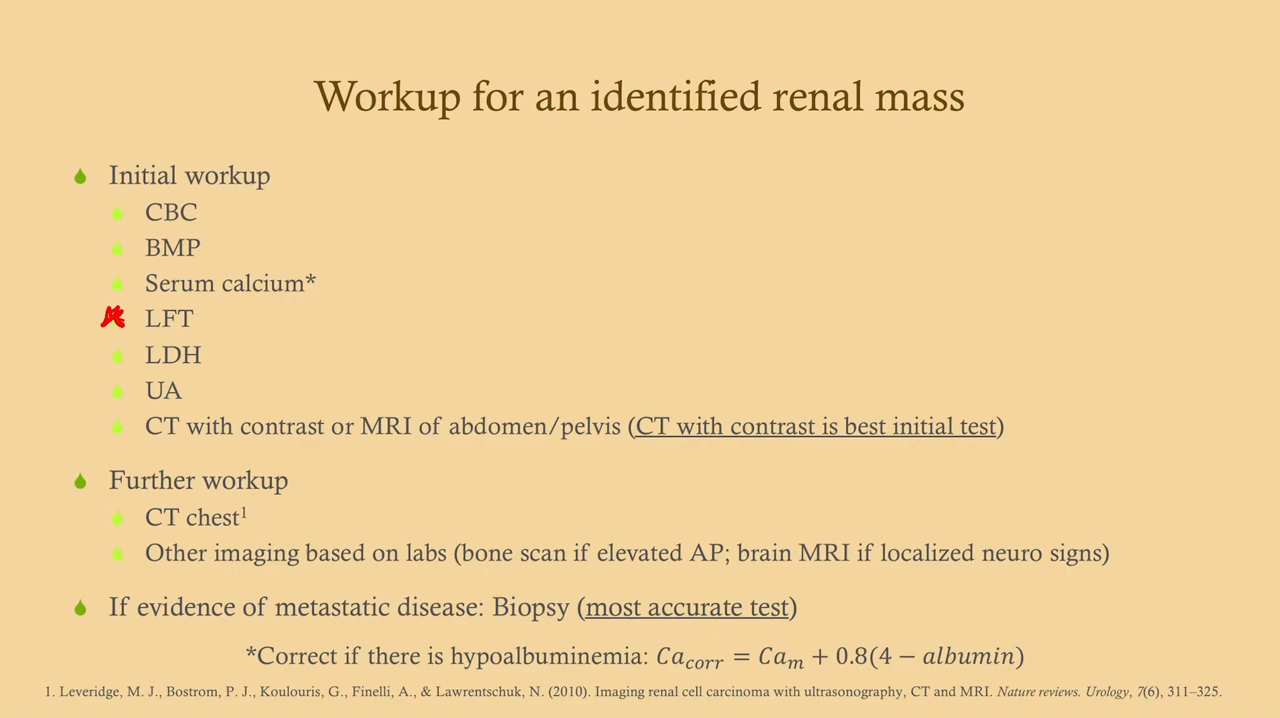 Workup for an identified renal mass
Initial workup
CBC
BMP
Serum calcium*
LFT
LDH
UA
CT with contrast or MRI of abdomen/pelvis (CT with contrast is best initial test)
Further workup
CT chest¹
Other imaging based on labs (bone scan if elevated AP; brain MRI if localized neuro signs)
If evidence of metastatic disease: Biopsy (most accurate test)
*Correct if there is hypoalbuminemia: Ca_corr = Ca_m + 0.8(4 − albumin)
1. Leveridge, M. J., Bostrom, P. J., Koulouris, G., Finelli, A., & Lawrentschuk, N. (2010). Imaging renal cell carcinoma with ultrasonography, CT and MRI. Nature reviews. Urology, 7(6), 311–325.